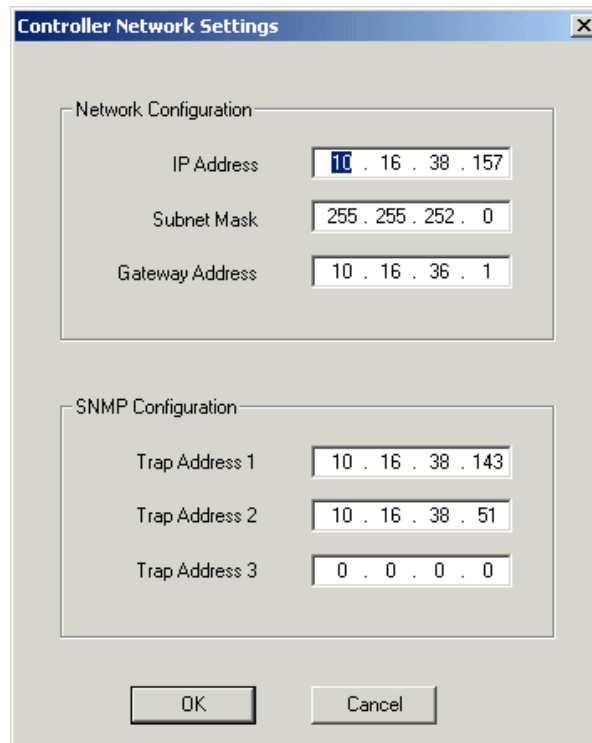 Controller Network Settings
Network Configuration
IP Address 10 . 16 . 38 . 157
Subnet Mask 255 . 255 . 252 . 0
Gateway Address 10 . 16 . 36 . 1
SNMP Configuration
Trap Address 1 10 . 16 . 38 . 143
Trap Address 2 10 . 16 . 38 . 51
Trap Address 3 0 . 0 . 0 . 0
OK Cancel